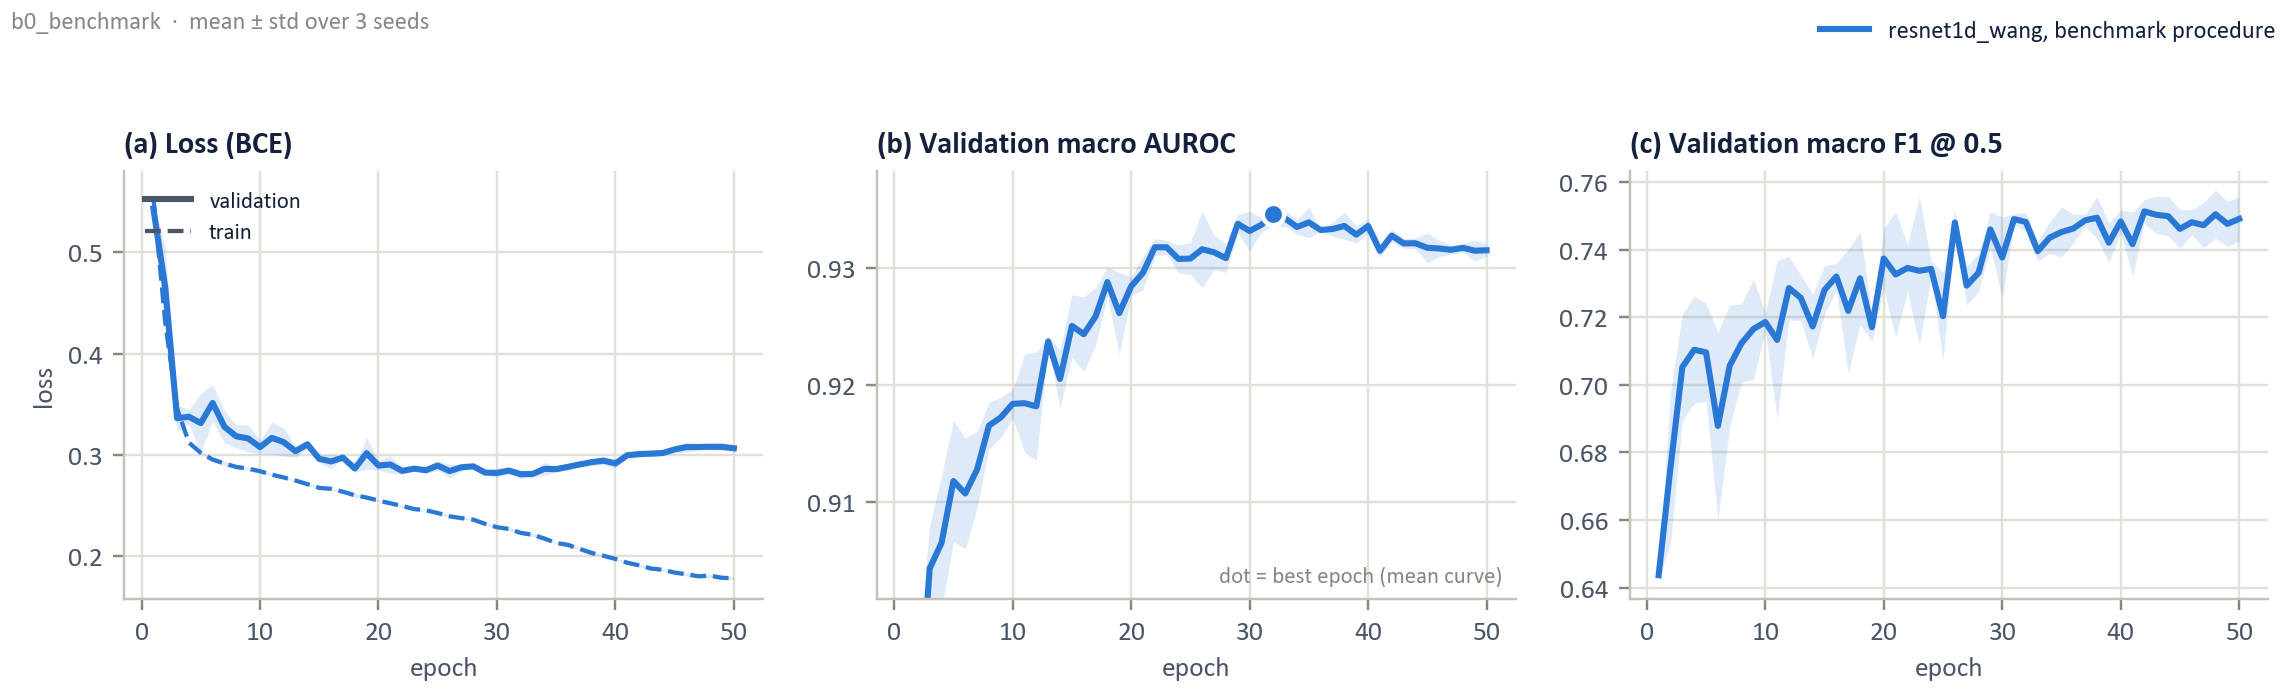 b0_benchmark · mean ± std over 3 seeds
resnet1d_wang, benchmark procedure
(a) Loss (BCE)
validation
train
0.5
0.4
0.3
0.2
loss
0 10 20 30 40 50
epoch
(b) Validation macro AUROC
0.93
0.92
0.91
dot = best epoch (mean curve)
0 10 20 30 40 50
epoch
(c) Validation macro F1 @ 0.5
0.76
0.74
0.72
0.70
0.68
0.66
0.64
0 10 20 30 40 50
epoch